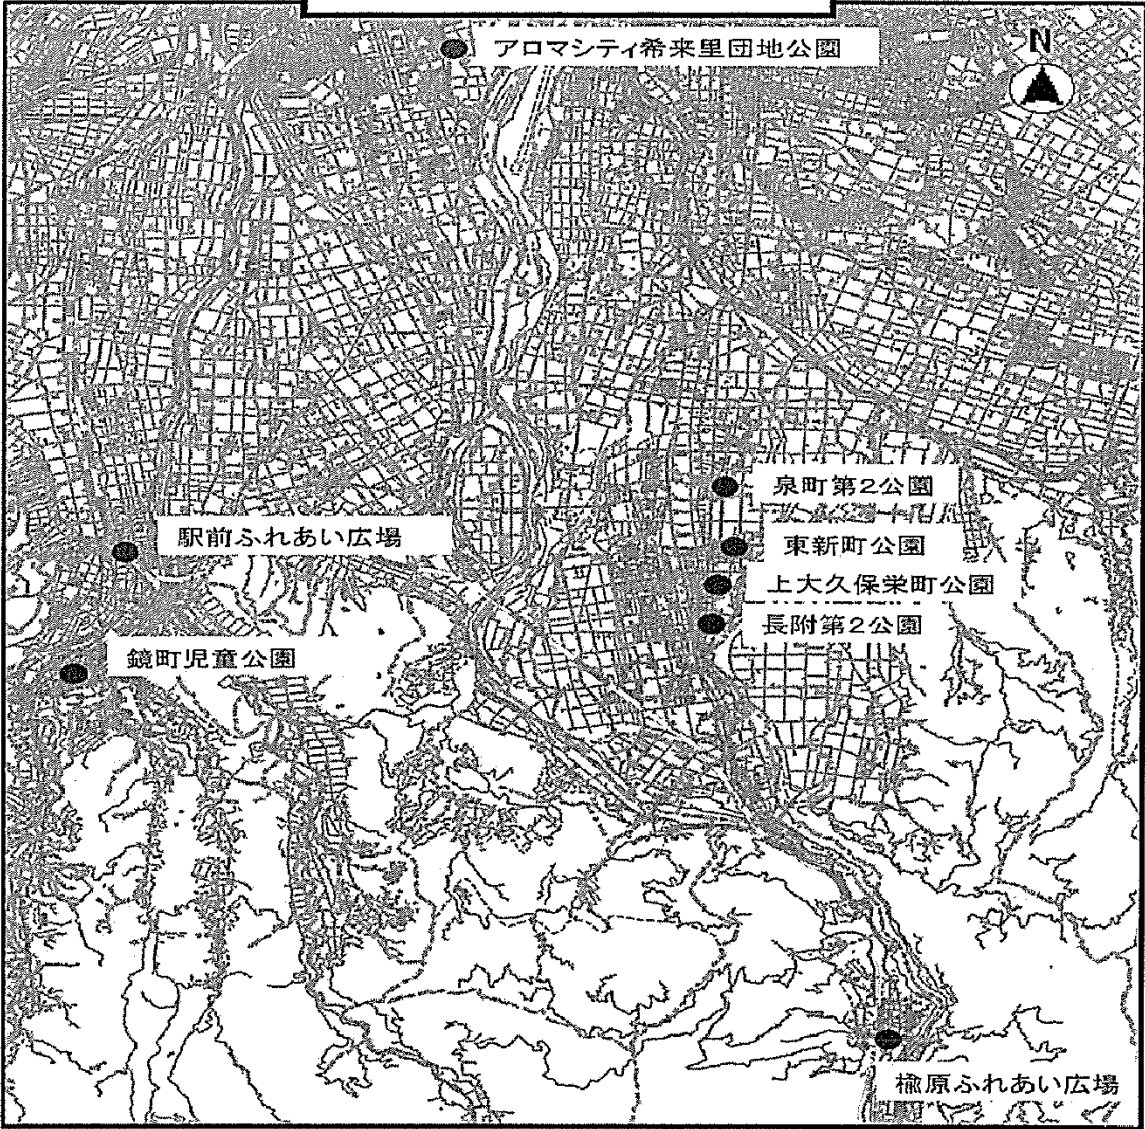 アロマシティ希来里団地公園
N
泉町第2公園
駅前ふれあい広場
東新町公園
上大久保栄町公園
長附第2公園
鏡町児童公園
楡原ふれあい広場